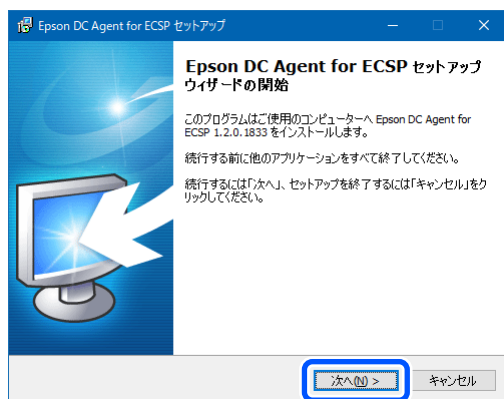 Epson DC Agent for ECSP セットアップ
Epson DC Agent for ECSP セットアップ
ウィザードの開始
このプログラムはご使用のコンピューターへ Epson DC Agent for
ECSP 1.2.0.1833 をインストールします。
続行する前に他のアプリケーションをすべて終了してください。
続行するには「次へ」、セットアップを終了するには「キャンセル」をク
リックしてください。
次へ(N) >
キャンセル